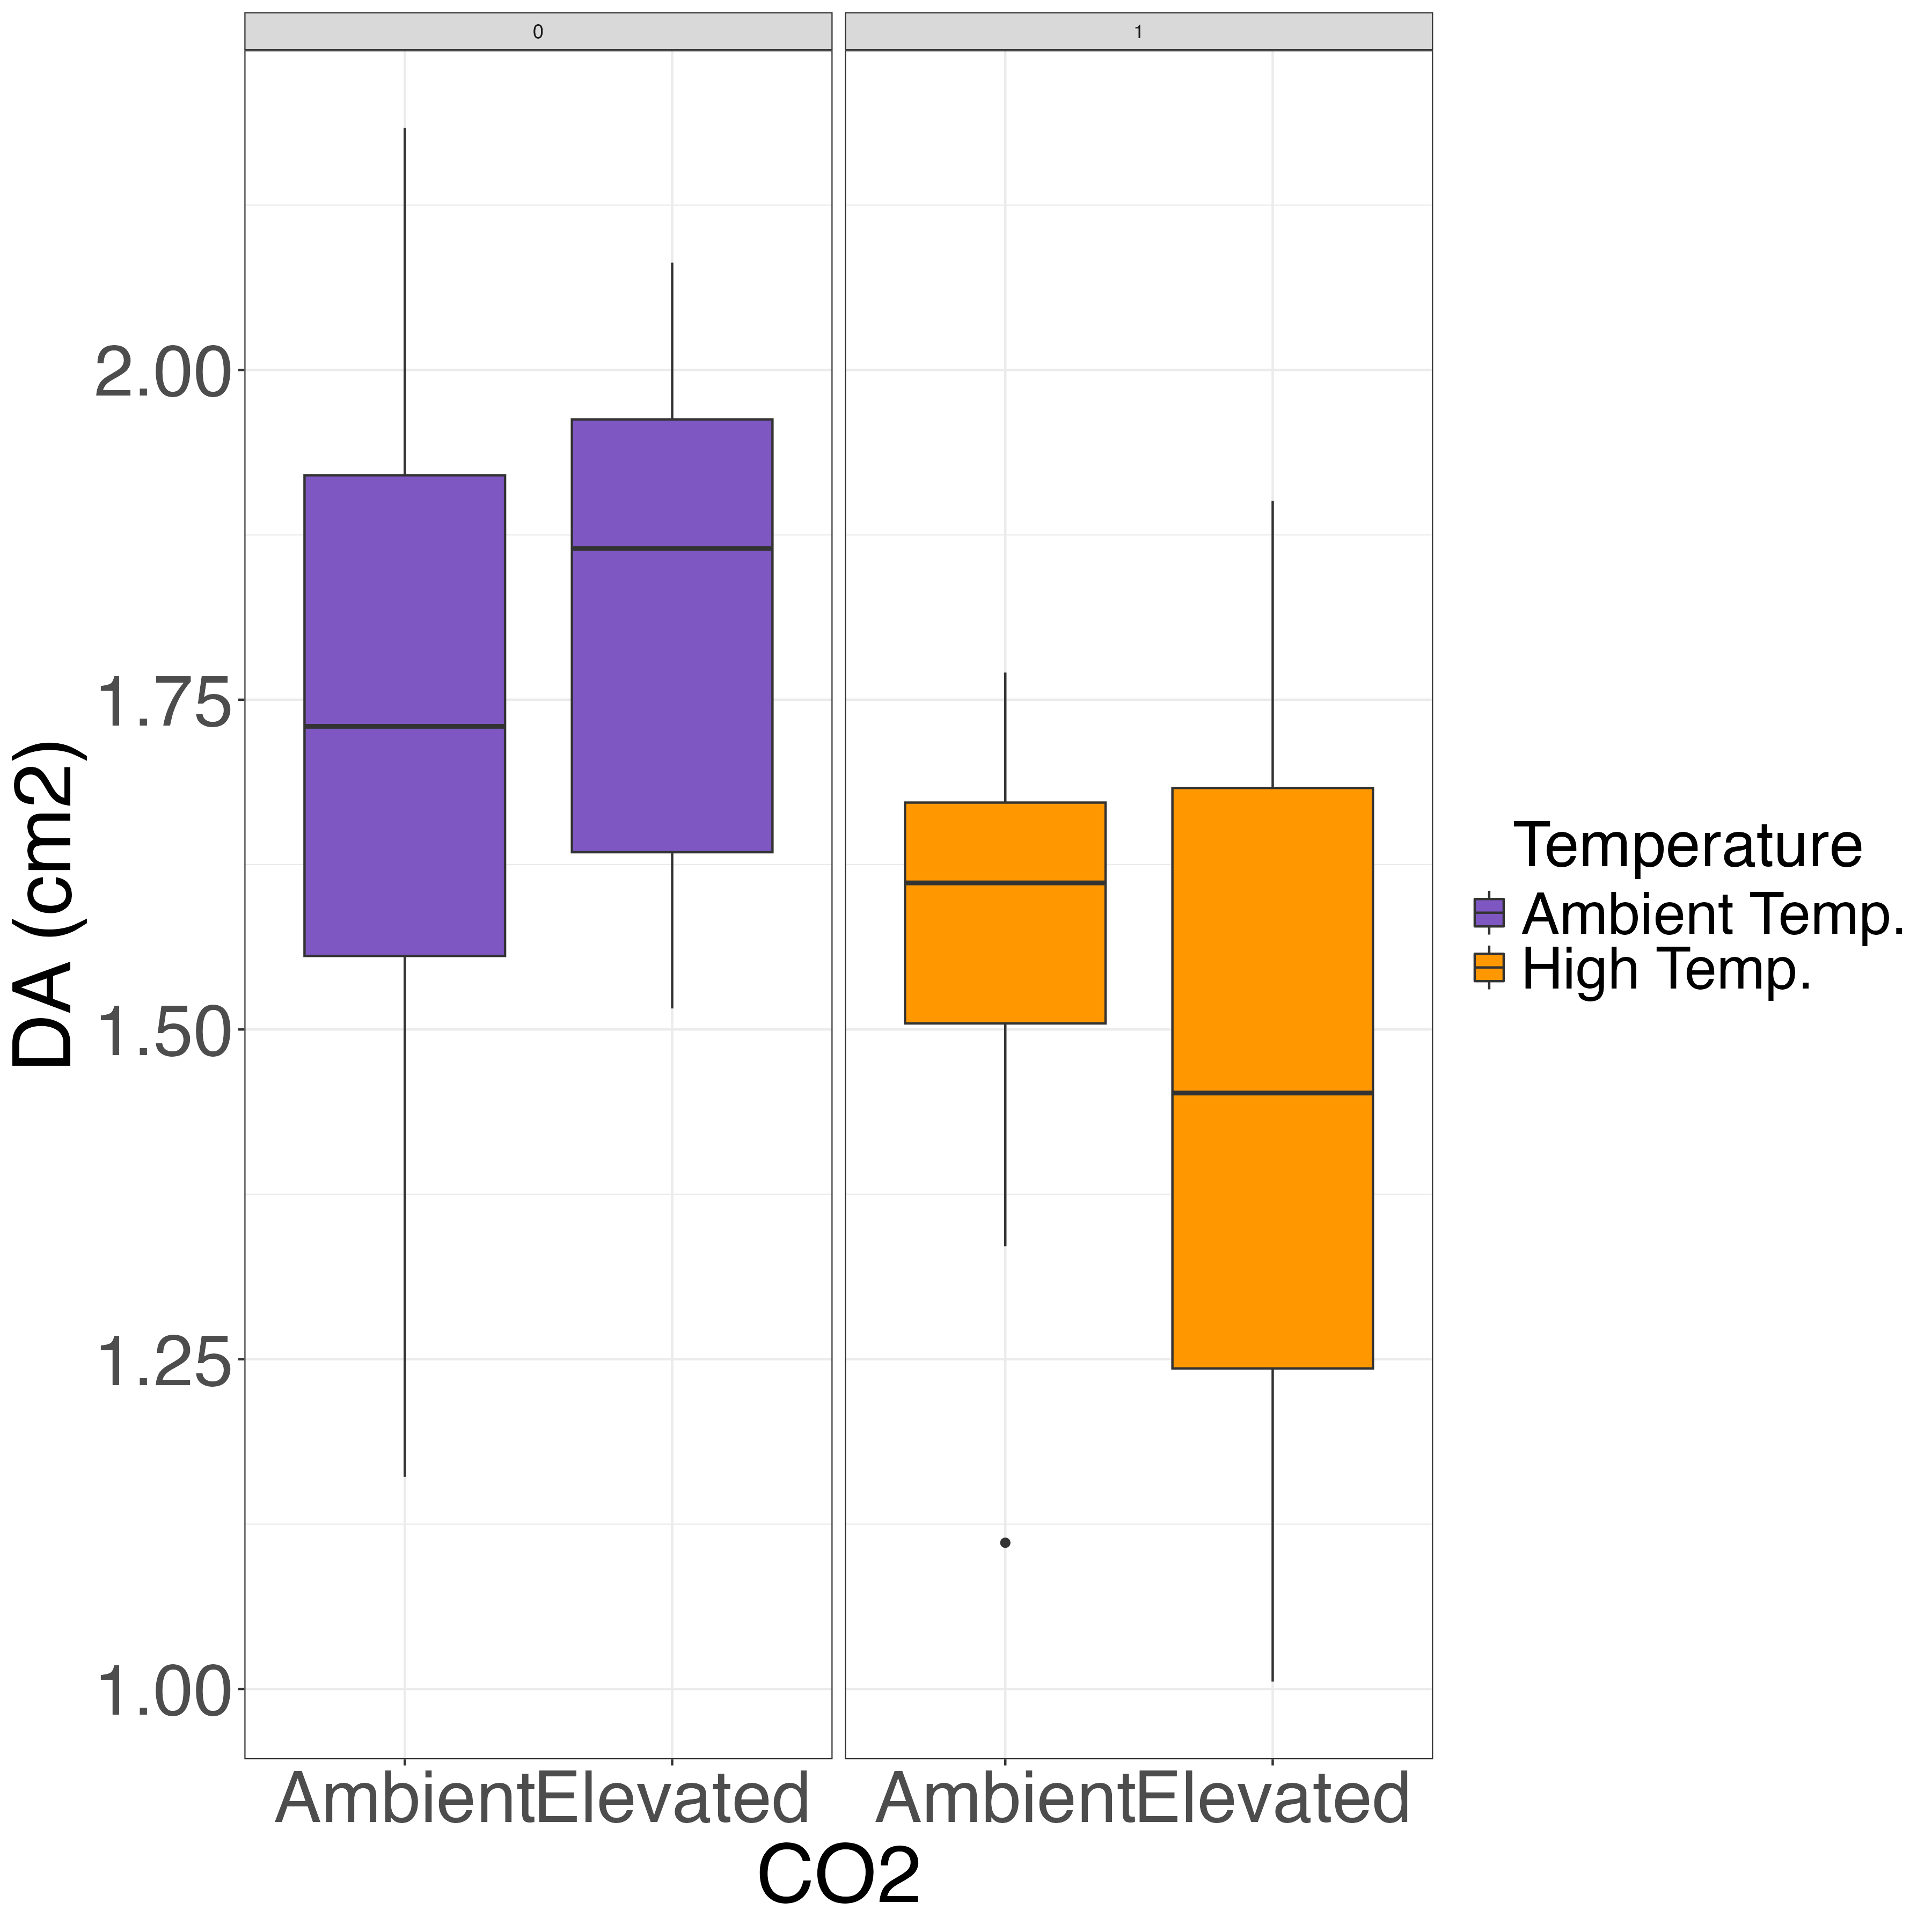 0
1
DA (cm2)
2.00
1.75
1.50
1.25
1.00
Ambient
Elevated
Ambient
Elevated
CO2
Temperature
Ambient Temp.
High Temp.